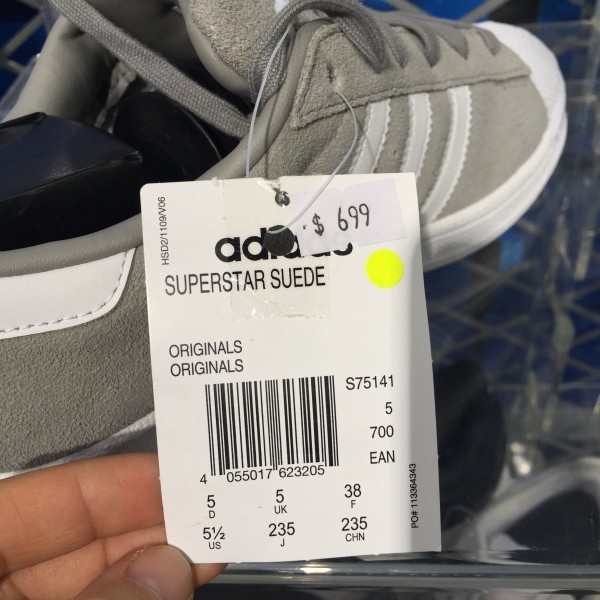 $ 699
adidas
HSD2/1109/V06
SUPERSTAR SUEDE
ORIGINALS
ORIGINALS
S75141
5
700
EAN
4 055017 623205
5 5 38
D UK F
5½ 235 235
US J CHN
PO# 113364343